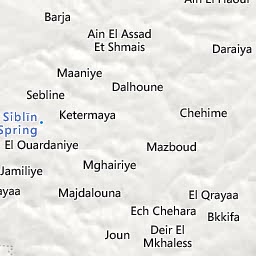 Barja
Ain El Assad
Et Shmais
Daraiya
Maaniye
Dalhoune
Sebline
Siblin
Spring
Ketermaya
Chehime
El Ouardaniye
Mazboud
Mghairiye
Jamiliye
Majdalouna
El Qrayaa
Ech Chehara
Bkkifa
Joun
Deir El
Mkhaless